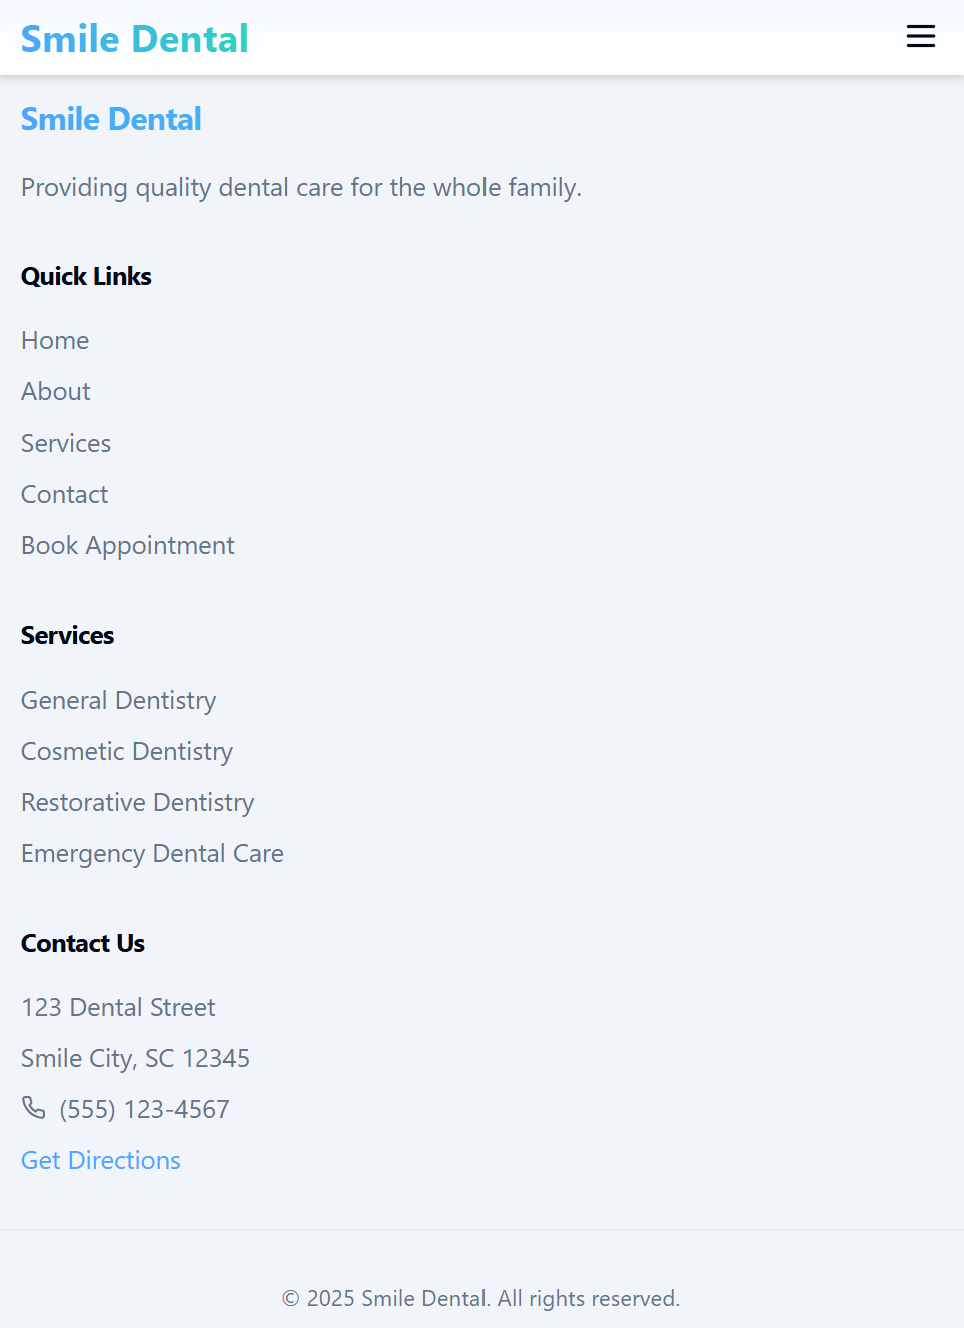 Smile Dental
Smile Dental
Providing quality dental care for the whole family.
Quick Links
Home
About
Services
Contact
Book Appointment
Services
General Dentistry
Cosmetic Dentistry
Restorative Dentistry
Emergency Dental Care
Contact Us
123 Dental Street
Smile City, SC 12345
(555) 123-4567
Get Directions
© 2025 Smile Dental. All rights reserved.